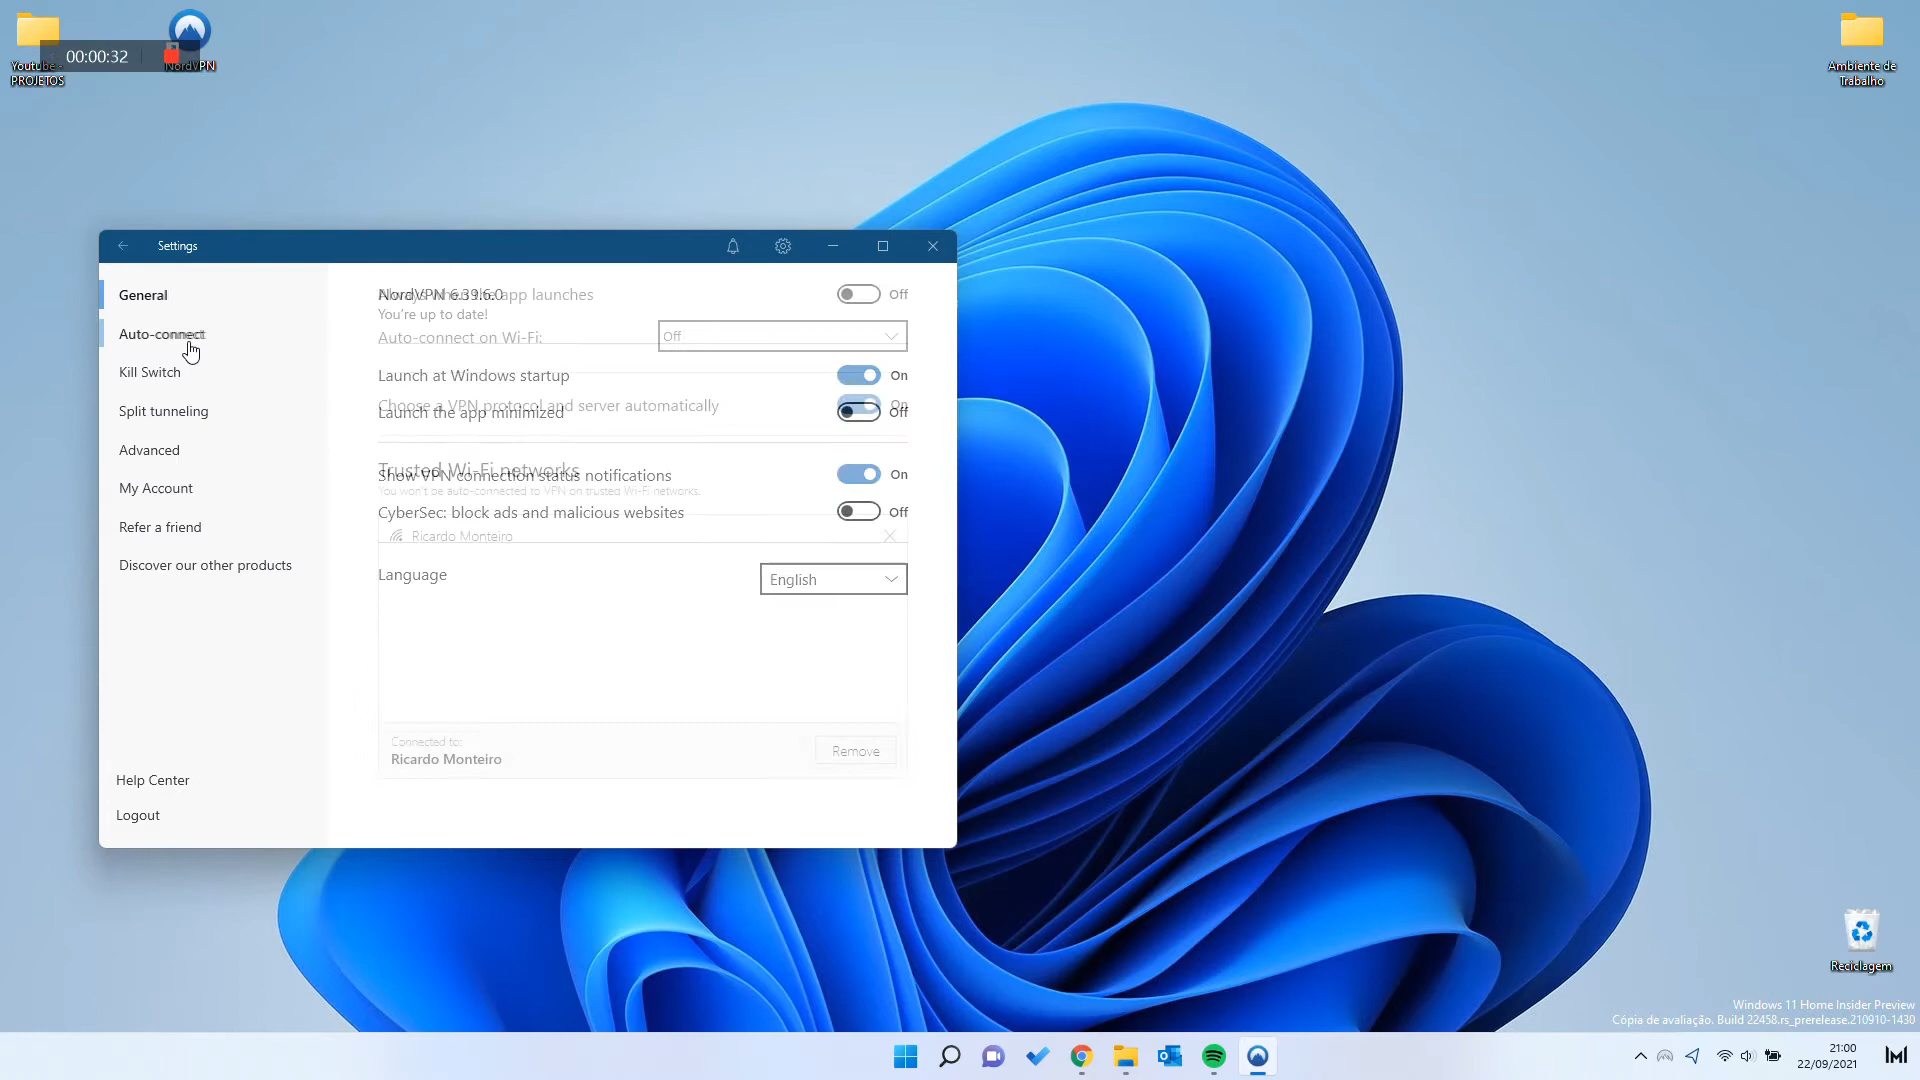 Youtube -
PROJETOS
00:00:32
NordVPN
Ambiente de
Trabalho
Settings
General
Auto-connect
Kill Switch
Split tunneling
Advanced
My Account
Refer a friend
Discover our other products
Help Center
Logout
NordVPN 6.39.6.0
Always when the app launches
Off
You're up to date!
Auto-connect on Wi-Fi:
Off
Launch at Windows startup
On
Choose a VPN protocol and server automatically
On
Launch the app minimized
Off
Trusted Wi-Fi networks
Show VPN connection status notifications
On
You won't be auto-connected to VPN on trusted Wi-Fi networks.
CyberSec: block ads and malicious websites
Off
Ricardo Monteiro
Language
English
Connected to:
Ricardo Monteiro
Remove
Reciclagem
Windows 11 Home Insider Preview
Cópia de avaliação. Build 22458.rs_prerelease.210910-1430
21:00
22/09/2021